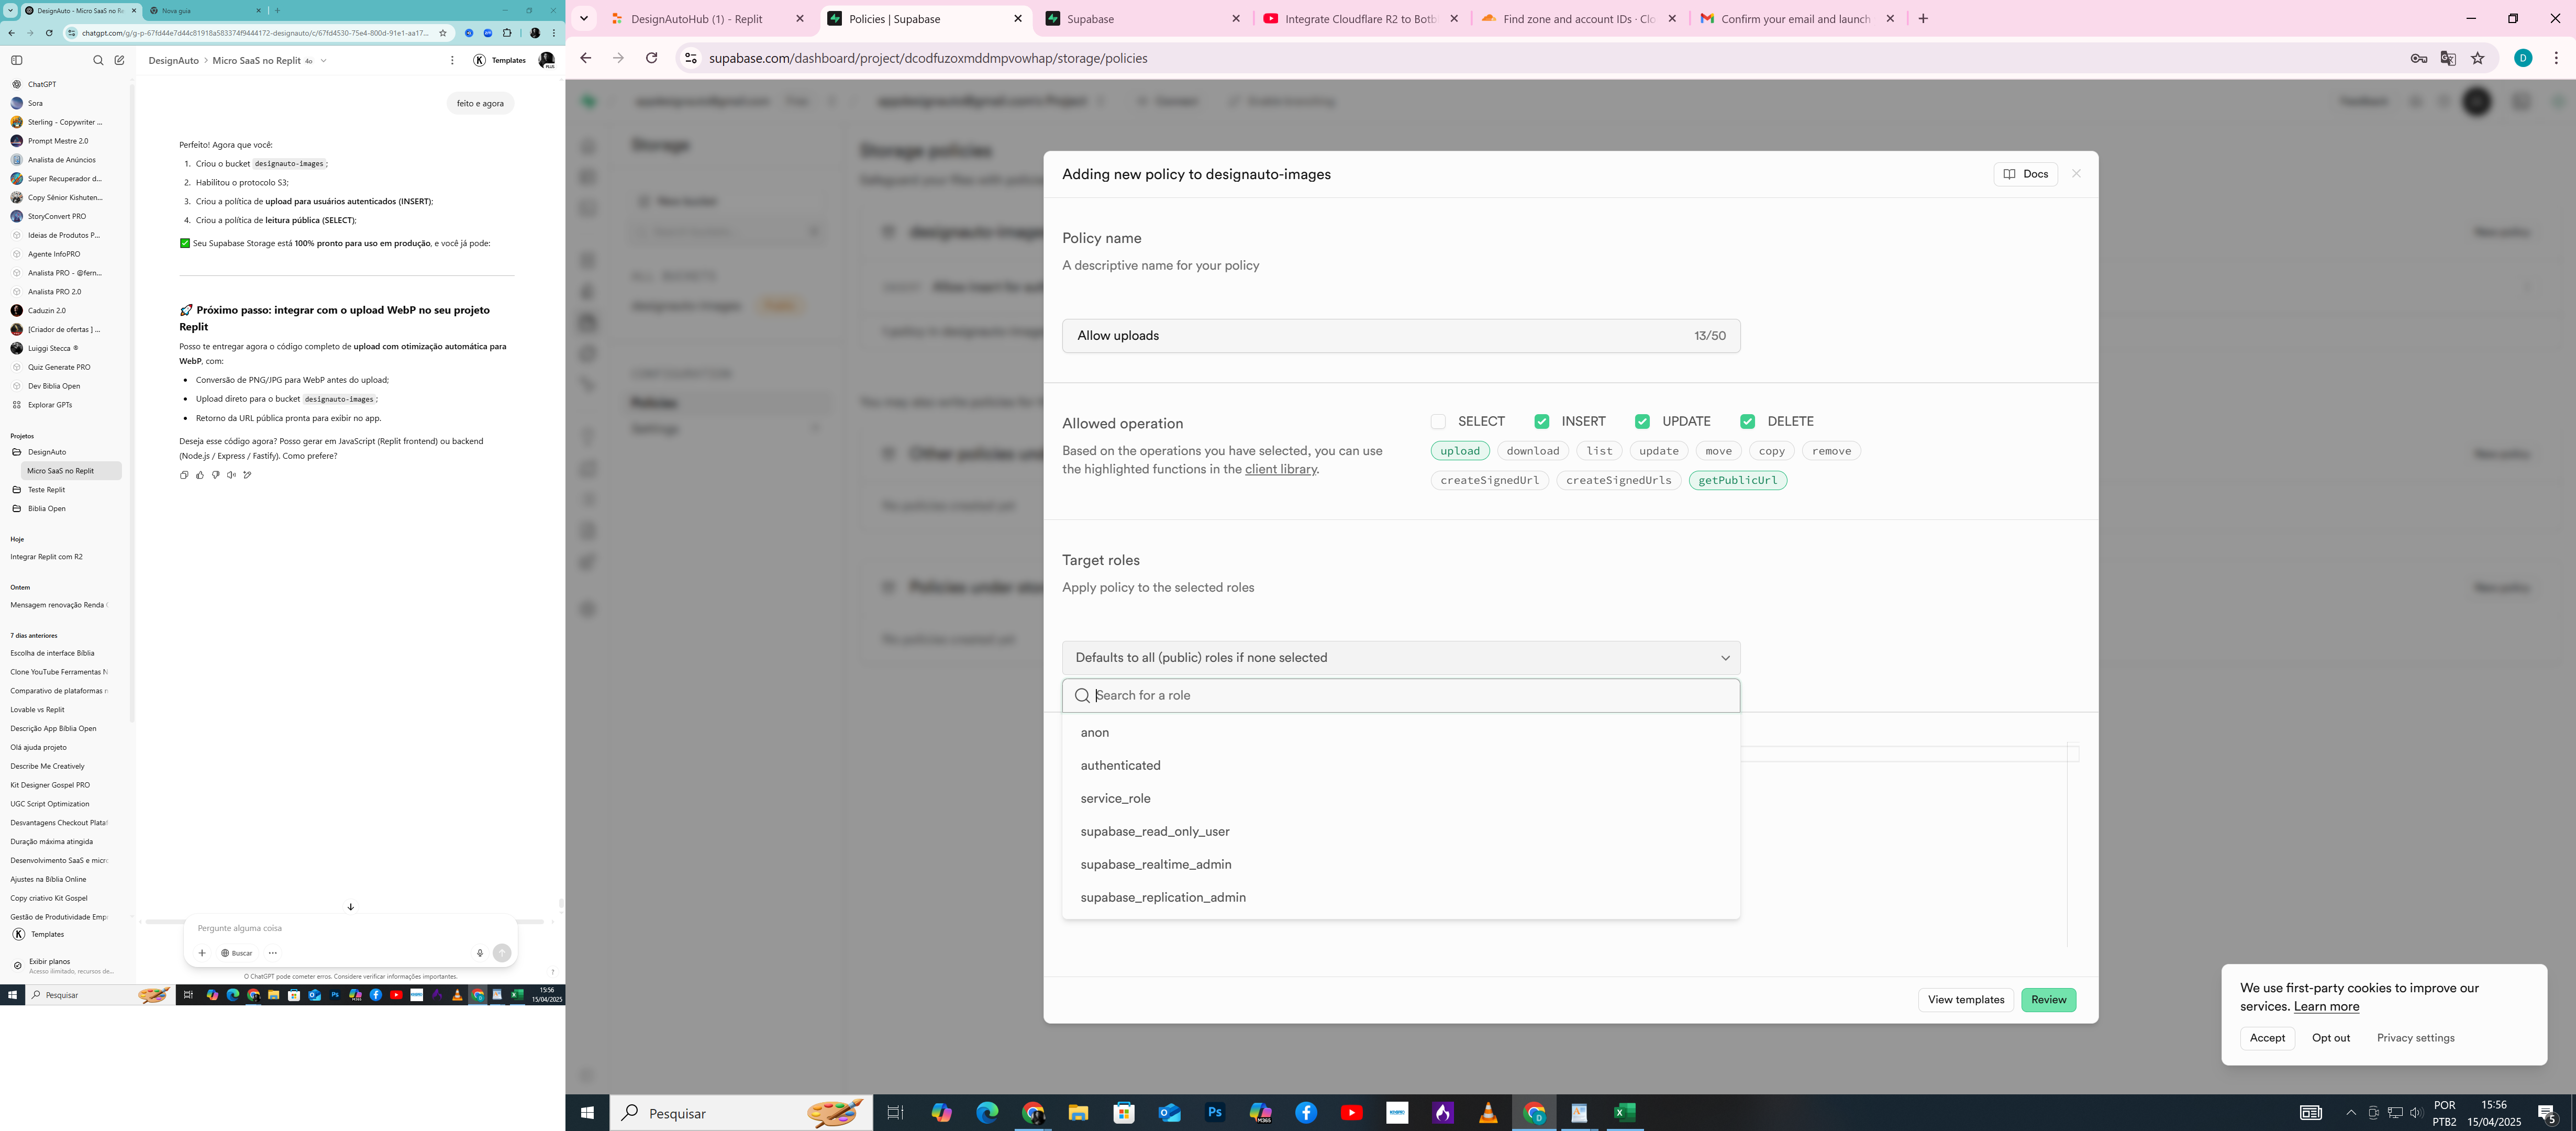 DesignAuto - Micro SaaS no Re
Nova guia
chatgpt.com/g/g-p-67fd44e7d44c81918a583374f9444172-designauto/c/67fd4530-75e4-800d-91e1-aa17...
ChatGPT
Sora
Sterling - Copywriter ...
Prompt Mestre 2.0
Analista de Anúncios
Super Recuperador d...
Copy Sênior Kishuten...
StoryConvert PRO
Ideias de Produtos P...
Agente InfoPRO
Analista PRO - @fern...
Analista PRO 2.0
Caduzin 2.0
[Criador de ofertas ] ...
Luiggi Stecca ®
Quiz Generate PRO
Dev Biblia Open
Explorar GPTs
Projetos
DesignAuto
Micro SaaS no Replit
Teste Replit
Biblia Open
Hoje
Integrar Replit com R2
Ontem
Mensagem renovação Renda
7 dias anteriores
Escolha de interface Bíblia
Clone YouTube Ferramentas N
Comparativo de plataformas n
Lovable vs Replit
Descrição App Bíblia Open
Olá ajuda projeto
Describe Me Creatively
Kit Designer Gospel PRO
UGC Script Optimization
Desvantagens Checkout Plata
Duração máxima atingida
Desenvolvimento SaaS e micro
Ajustes na Bíblia Online
Copy criativo Kit Gospel
Gestão de Produtividade Emp
Templates
Exibir planos
Acesso ilimitado, recursos de...
DesignAuto > Micro SaaS no Replit 4o
Templates
PLUS
feito e agora
Perfeito! Agora que você:
1. Criou o bucket designauto-images;
2. Habilitou o protocolo S3;
3. Criou a política de upload para usuários autenticados (INSERT);
4. Criou a política de leitura pública (SELECT);
✅ Seu Supabase Storage está 100% pronto para uso em produção, e você já pode:
🚀 Próximo passo: integrar com o upload WebP no seu projeto
Replit
Posso te entregar agora o código completo de upload com otimização automática para
WebP, com:
• Conversão de PNG/JPG para WebP antes do upload;
• Upload direto para o bucket designauto-images;
• Retorno da URL pública pronta para exibir no app.
Deseja esse código agora? Posso gerar em JavaScript (Replit frontend) ou backend
(Node.js / Express / Fastify). Como prefere?
Pergunte alguma coisa
Buscar
O ChatGPT pode cometer erros. Considere verificar informações importantes.
Pesquisar
15:56
15/04/2025
DesignAutoHub (1) - Replit
Policies | Supabase
Supabase
Integrate Cloudflare R2 to Botb
Find zone and account IDs · Clo
Confirm your email and launch
supabase.com/dashboard/project/dcodfuzoxmddmpvowhap/storage/policies
D
Storage
Storage policies
Adding new policy to designauto-images
Docs
Policy name
A descriptive name for your policy
Allow uploads 13/50
Allowed operation
Based on the operations you have selected, you can use
the highlighted functions in the client library.
SELECT INSERT UPDATE DELETE
upload download list update move copy remove
createSignedUrl createSignedUrls getPublicUrl
Target roles
Apply policy to the selected roles
Defaults to all (public) roles if none selected
Search for a role
anon
authenticated
service_role
supabase_read_only_user
supabase_realtime_admin
supabase_replication_admin
View templates
Review
We use first-party cookies to improve our
services. Learn more
Accept Opt out Privacy settings
Pesquisar
Ps
M365
POR
PTB2
15:56
15/04/2025
5